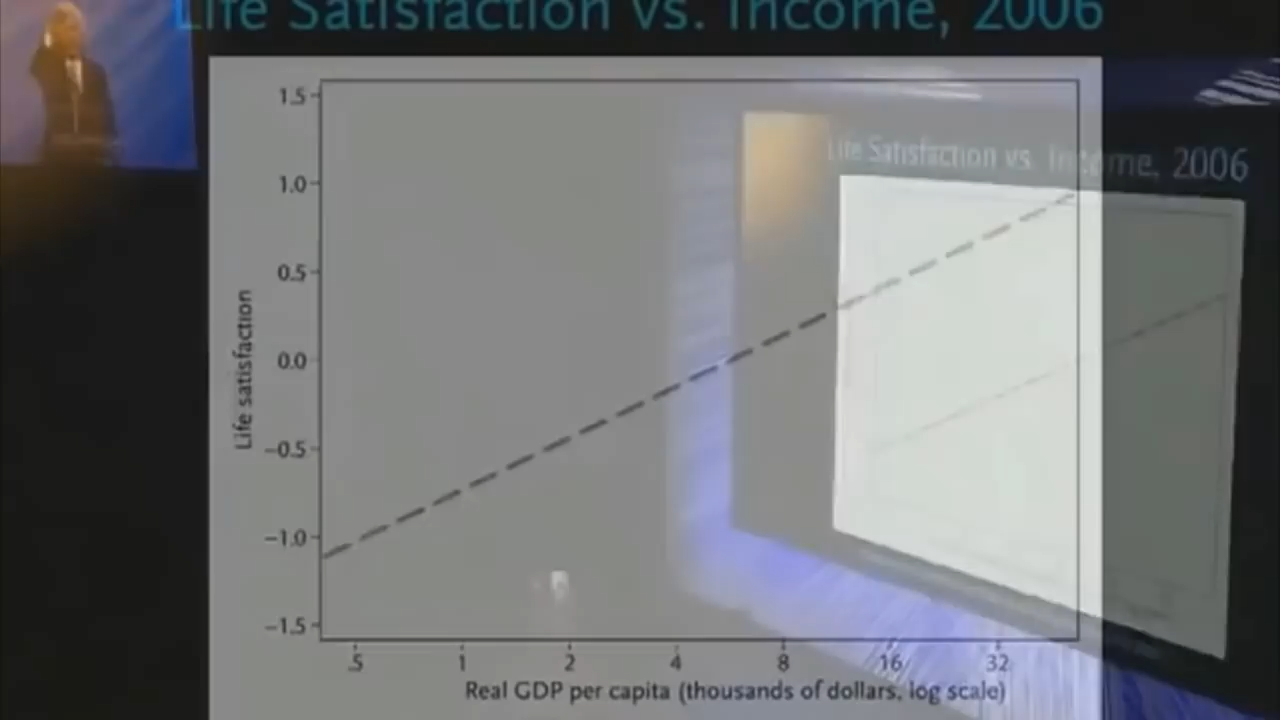 Life Satisfaction vs. Income, 2006
Life Satisfaction vs. Income, 2006
1.5
1.0
0.5
0.0
−0.5
−1.0
−1.5
Life satisfaction
.5 1 2 4 8 16 32
Real GDP per capita (thousands of dollars, log scale)